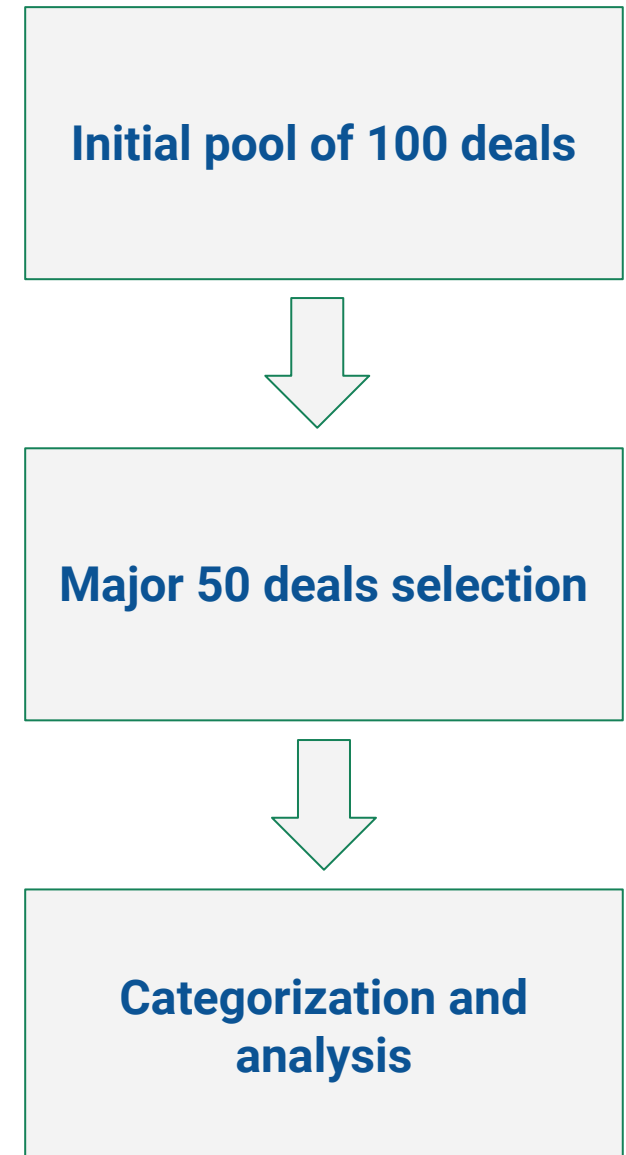 Initial pool of 100 deals
Major 50 deals selection
Categorization and
analysis